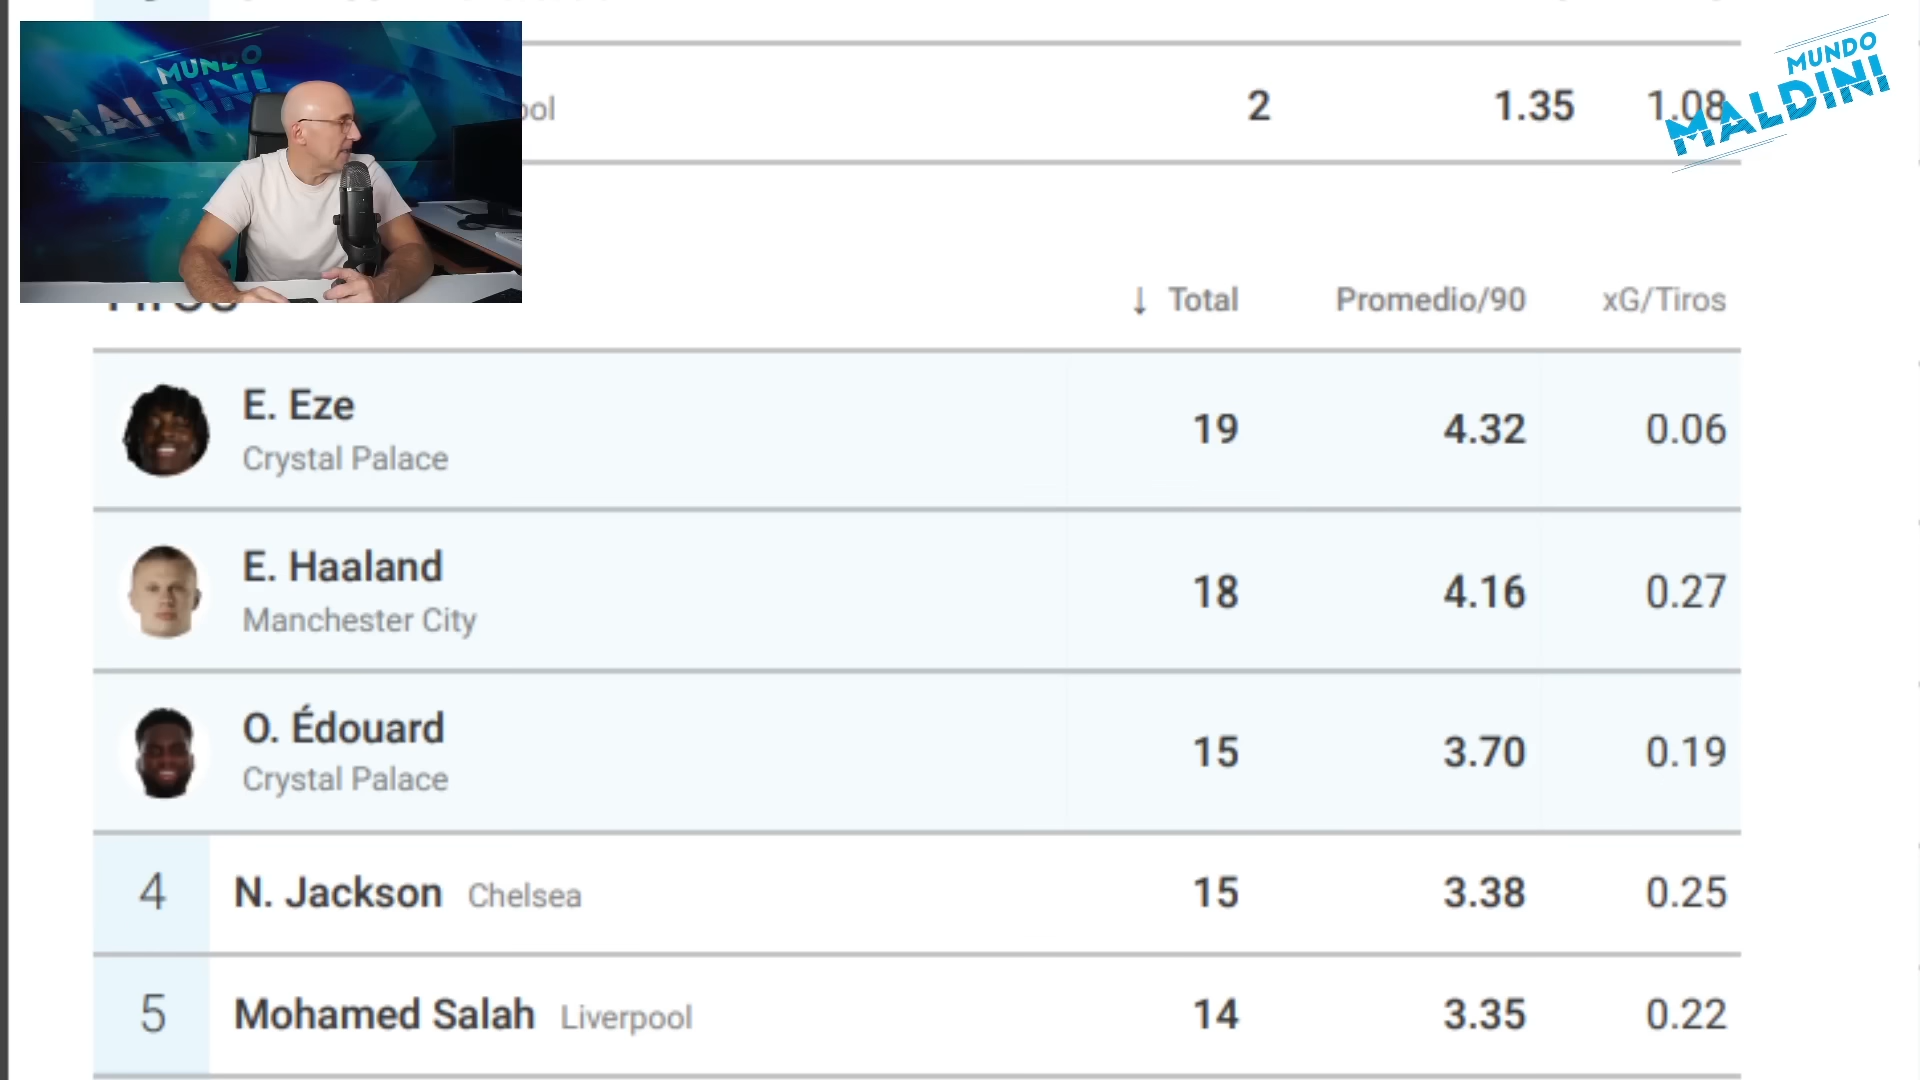 MUNDO
MALDINI
MUNDO
MALDINI
2 1.35 1.08
↓ Total Promedio/90 xG/Tiros
E. Eze
Crystal Palace
19 4.32 0.06
E. Haaland
Manchester City
18 4.16 0.27
O. Édouard
Crystal Palace
15 3.70 0.19
4 N. Jackson Chelsea 15 3.38 0.25
5 Mohamed Salah Liverpool 14 3.35 0.22